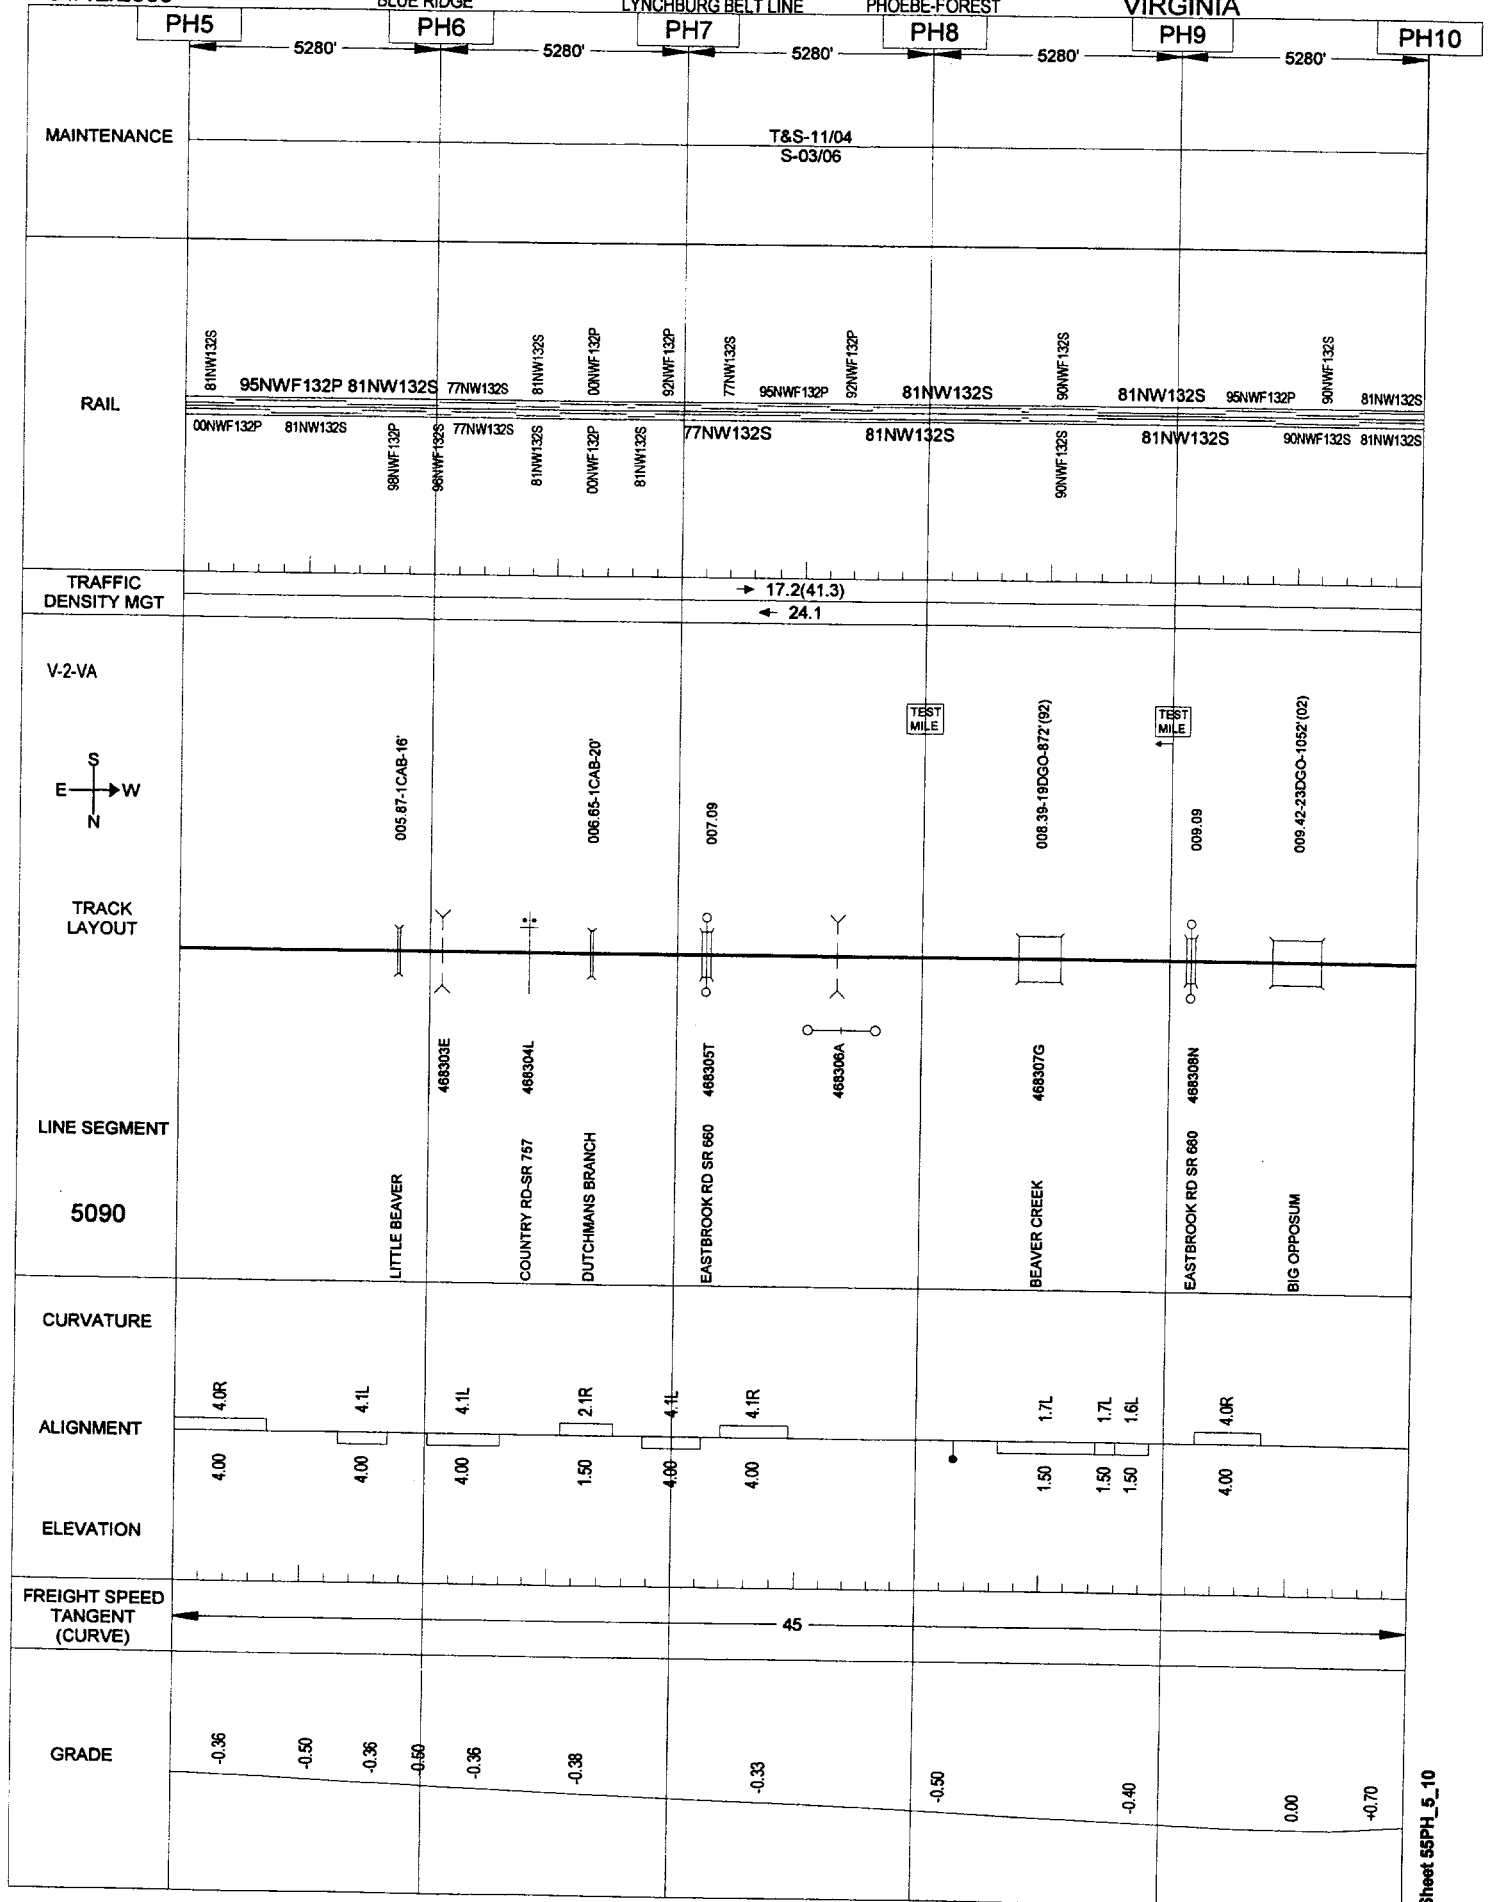 BLUE RIDGE LYNCHBURG BELT LINE PHOEBE-FOREST VIRGINIA
PH5 PH6 PH7 PH8 PH9 PH10
5280' 5280' 5280' 5280' 5280'
MAINTENANCE
T&S-11/04
S-03/06
RAIL
81NW132S 95NWF132P 81NW132S 77NW132S 81NW132S 00NWF132P 92NWF132P 77NW132S 95NWF132P 92NWF132P 81NW132S 90NWF132S 81NW132S 95NWF132P 90NWF132S 81NW132S
00NWF132P 81NW132S 98NWF132P 96NWF132S 77NW132S 81NW132S 00NWF132P 81NW132S 77NW132S 81NW132S 90NWF132S 81NW132S 90NWF132S 81NW132S
TRAFFIC
DENSITY MGT
17.2(41.3)
24.1
V-2-VA
TEST
MILE
TEST
MILE
S
E W
N
005.87-1CAB-16' 006.65-1CAB-20' 007.09 008.39-19DGO-872'(92) 009.09 009.42-23DGO-1052'(02)
TRACK
LAYOUT
468303E 468304L 468305T 468306A 468307G 468308N
LINE SEGMENT
5090
LITTLE BEAVER COUNTRY RD-SR 757 DUTCHMANS BRANCH EASTBROOK RD SR 660 BEAVER CREEK EASTBROOK RD SR 660 BIG OPPOSUM
CURVATURE
4.0R 4.1L 4.1L 2.1R 4.1L 4.1R 1.7L 1.7L 1.6L 4.0R
ALIGNMENT
4.00 4.00 4.00 1.50 4.00 4.00 1.50 1.50 1.50 4.00
ELEVATION
FREIGHT SPEED
TANGENT
(CURVE)
45
GRADE
-0.36 -0.50 -0.36 -0.50 -0.36 -0.38 -0.33 -0.50 -0.40 0.00 +0.70
Sheet 55PH_5_10